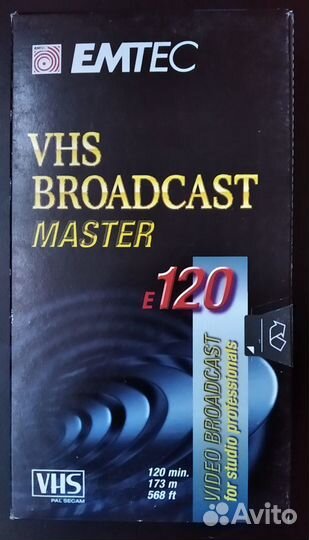 EMTEC
EMTEC
VHS
BROADCAST
MASTER
E120
VIDEO BROADCAST
for studio professionals
VHS
PAL SECAM
120 min.
173 m
568 ft
Avito